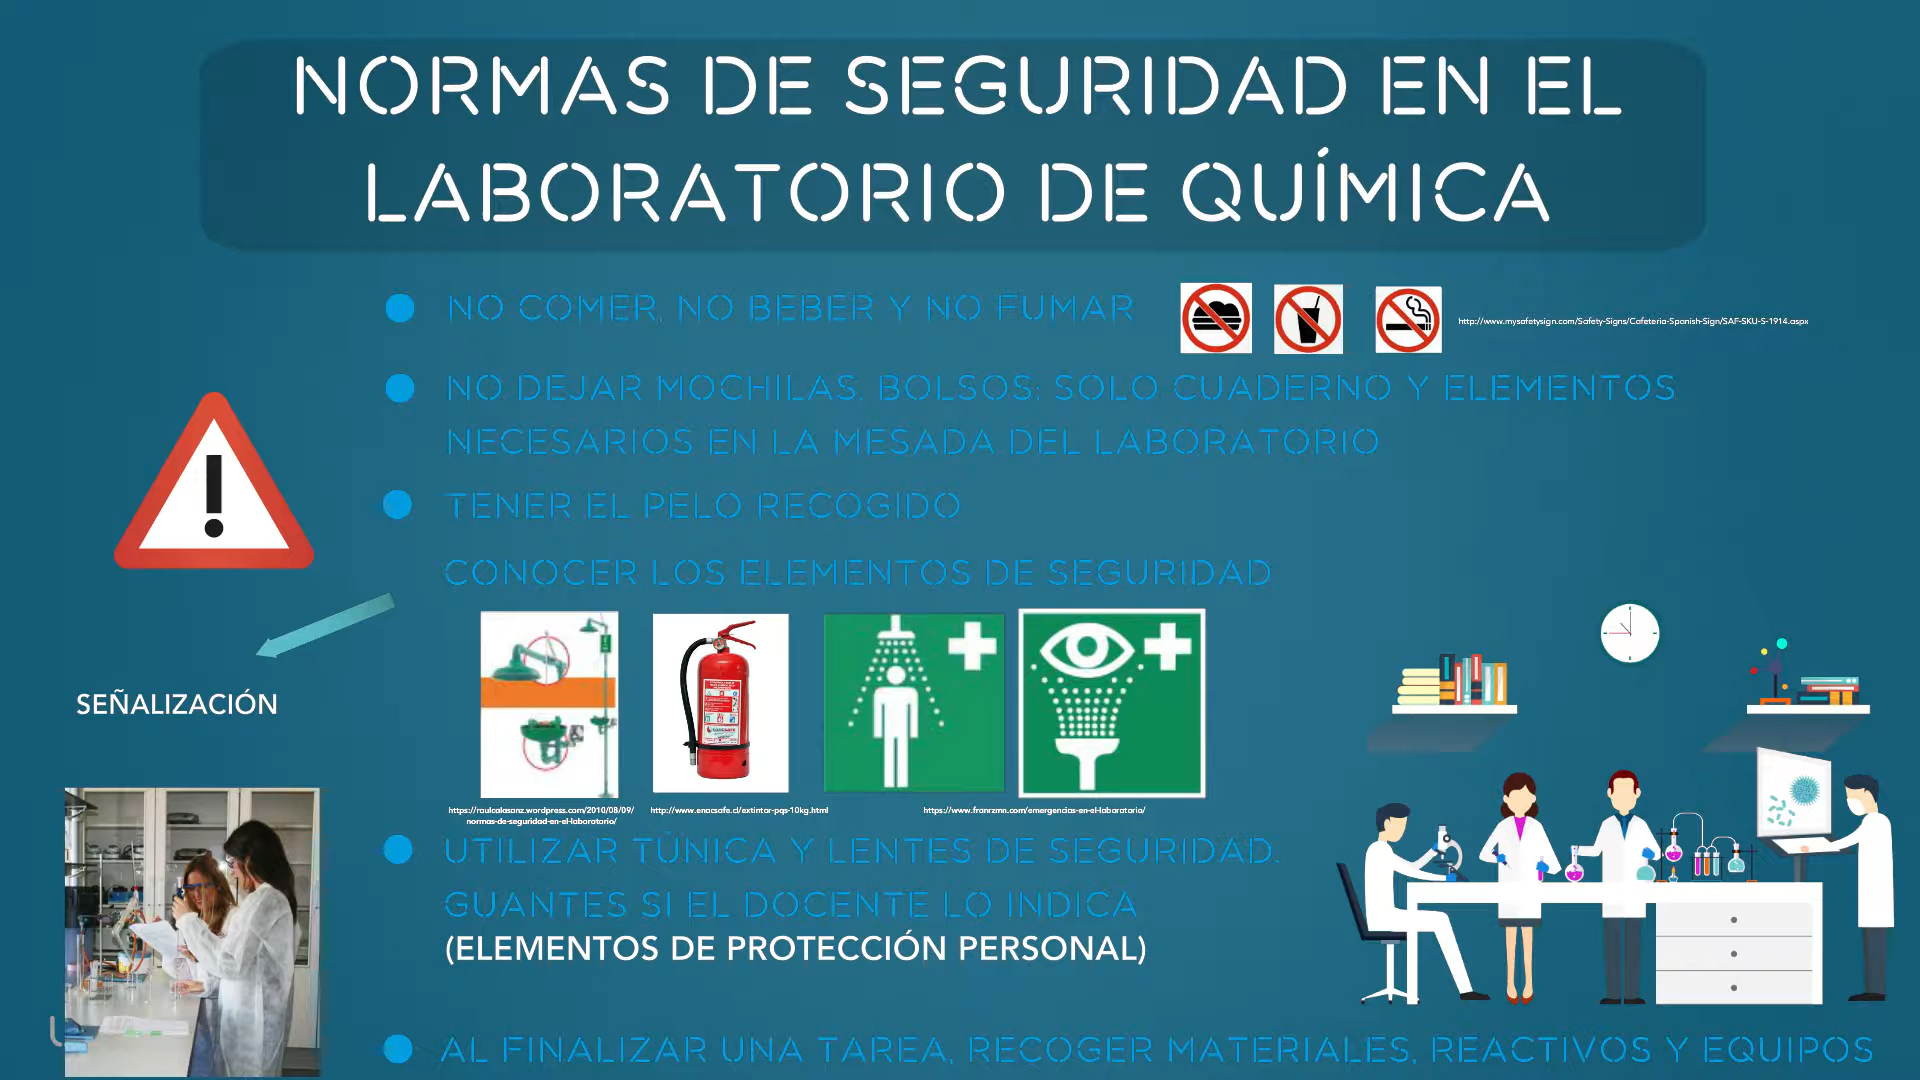 NORMAS DE SEGURIDAD EN EL
LABORATORIO DE QUÍMICA
NO COMER, NO BEBER Y NO FUMAR
http://www.mysafetysign.com/Safety-Signs/Cafeteria-Spanish-Sign/SAF-SKU-S-1914.aspx
NO DEJAR MOCHILAS, BOLSOS; SOLO CUADERNO Y ELEMENTOS
NECESARIOS EN LA MESADA DEL LABORATORIO
TENER EL PELO RECOGIDO
CONOCER LOS ELEMENTOS DE SEGURIDAD
SEÑALIZACIÓN
https://raulcalasanz.wordpress.com/2010/08/09/
normas-de-seguridad-en-el-laboratorio/
http://www.enacsafe.cl/extintor-pqs-10kg.html
https://www.franrzmn.com/emergencias-en-el-laboratorio/
UTILIZAR TÚNICA Y LENTES DE SEGURIDAD.
GUANTES SI EL DOCENTE LO INDICA
(ELEMENTOS DE PROTECCIÓN PERSONAL)
AL FINALIZAR UNA TAREA, RECOGER MATERIALES, REACTIVOS Y EQUIPOS